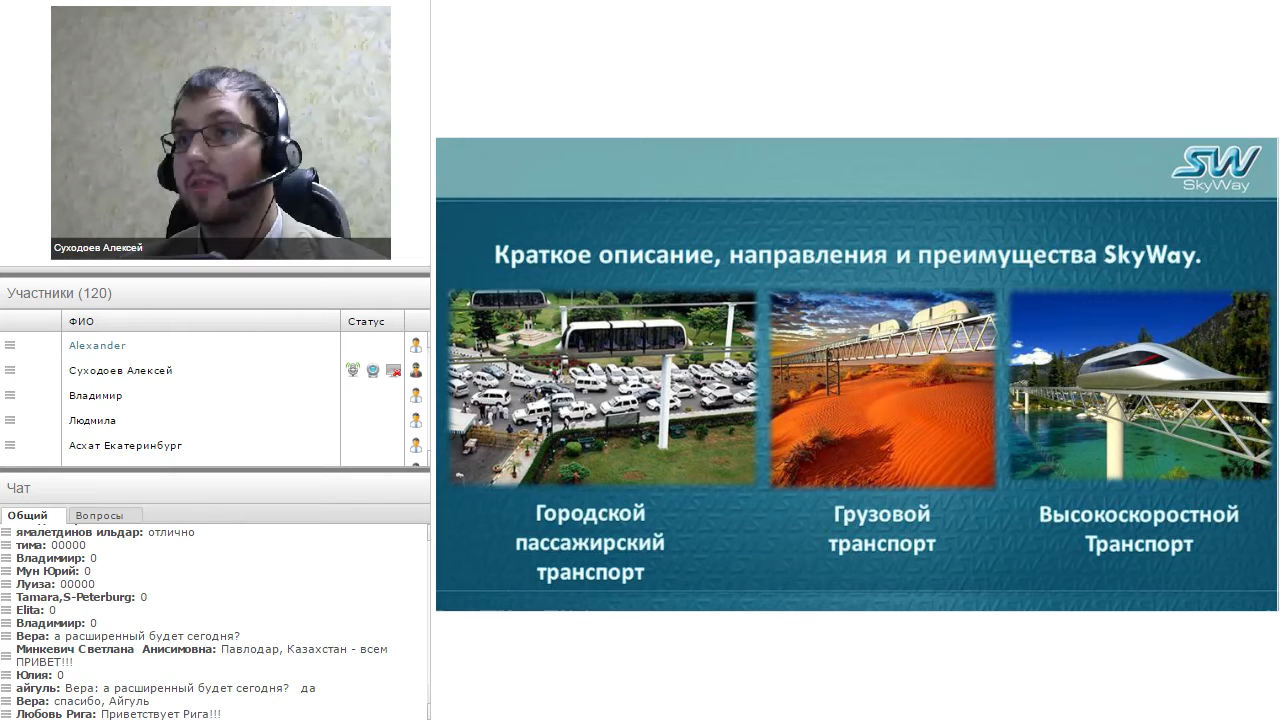 Суходоев Алексей
Участники (120)
ФИО
Статус
Alexander
Суходоев Алексей
Владимир
Людмила
Асхат Екатеринбург
Чат
Общий
Вопросы
ямалетдинов ильдар: отлично
тима: 00000
Владимиир: 0
Мун Юрий: 0
Луиза: 00000
Tamara,S-Peterburg: 0
Elita: 0
Владимиир: 0
Вера: а расширенный будет сегодня?
Минкевич Светлана Анисимовна: Павлодар, Казахстан - всем
ПРИВЕТ!!!
Юлия: 0
айгуль: Вера: а расширенный будет сегодня? да
Вера: спасибо, Айгуль
Любовь Рига: Приветствует Рига!!!
SW
SkyWay
Краткое описание, направления и преимущества SkyWay.
Городской
пассажирский
транспорт
Грузовой
транспорт
Высокоскоростной
Транспорт